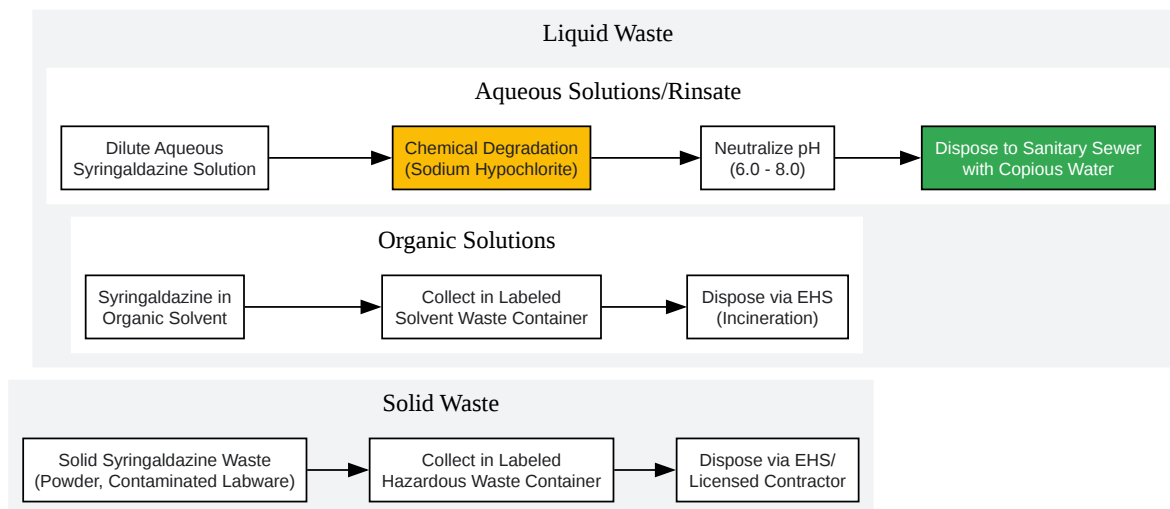 Liquid Waste
Aqueous Solutions/Rinsate
Dilute Aqueous
Syringaldazine Solution
Chemical Degradation
(Sodium Hypochlorite)
Neutralize pH
(6.0 - 8.0)
Dispose to Sanitary Sewer
with Copious Water
Organic Solutions
Syringaldazine in
Organic Solvent
Collect in Labeled
Solvent Waste Container
Dispose via EHS
(Incineration)
Solid Waste
Solid Syringaldazine Waste
(Powder, Contaminated Labware)
Collect in Labeled
Hazardous Waste Container
Dispose via EHS/
Licensed Contractor